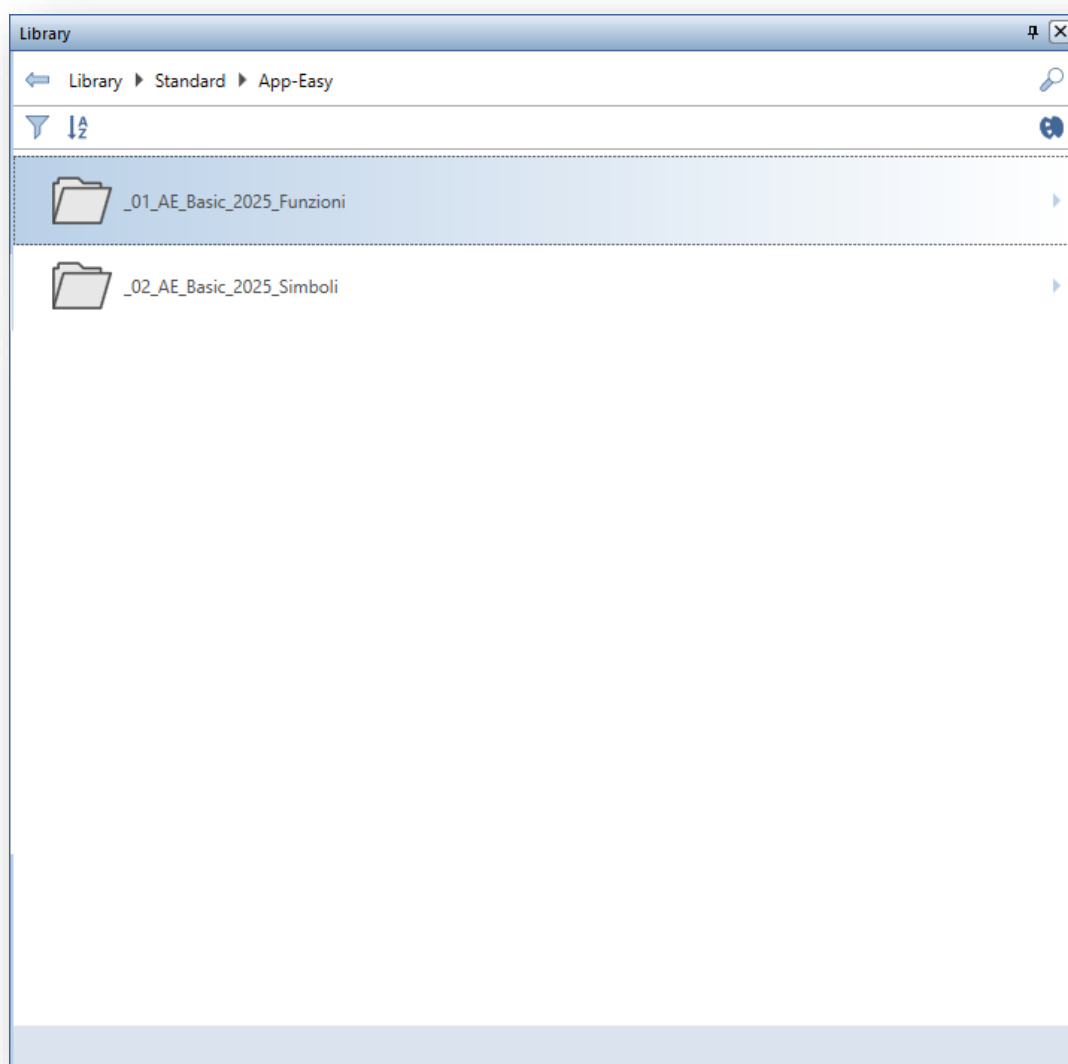 Library
Library Standard App-Easy
_01_AE_Basic_2025_Funzioni
_02_AE_Basic_2025_Simboli